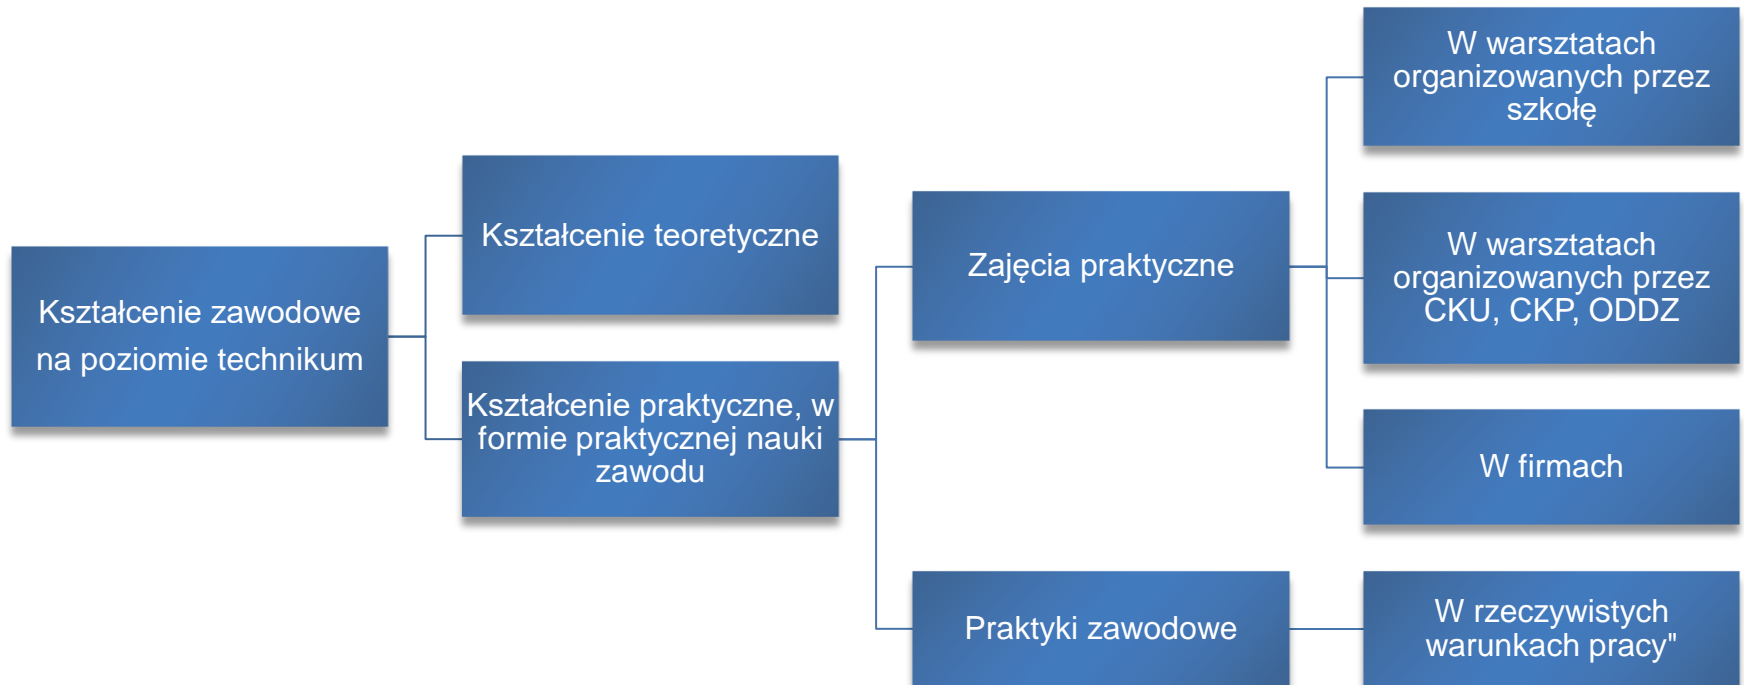 Kształcenie zawodowe
na poziomie technikum
Kształcenie teoretyczne
Kształcenie praktyczne, w
formie praktycznej nauki
zawodu
Zajęcia praktyczne
Praktyki zawodowe
W warsztatach
organizowanych przez
szkołę
W warsztatach
organizowanych przez
CKU, CKP, ODDZ
W firmach
W rzeczywistych
warunkach pracy"